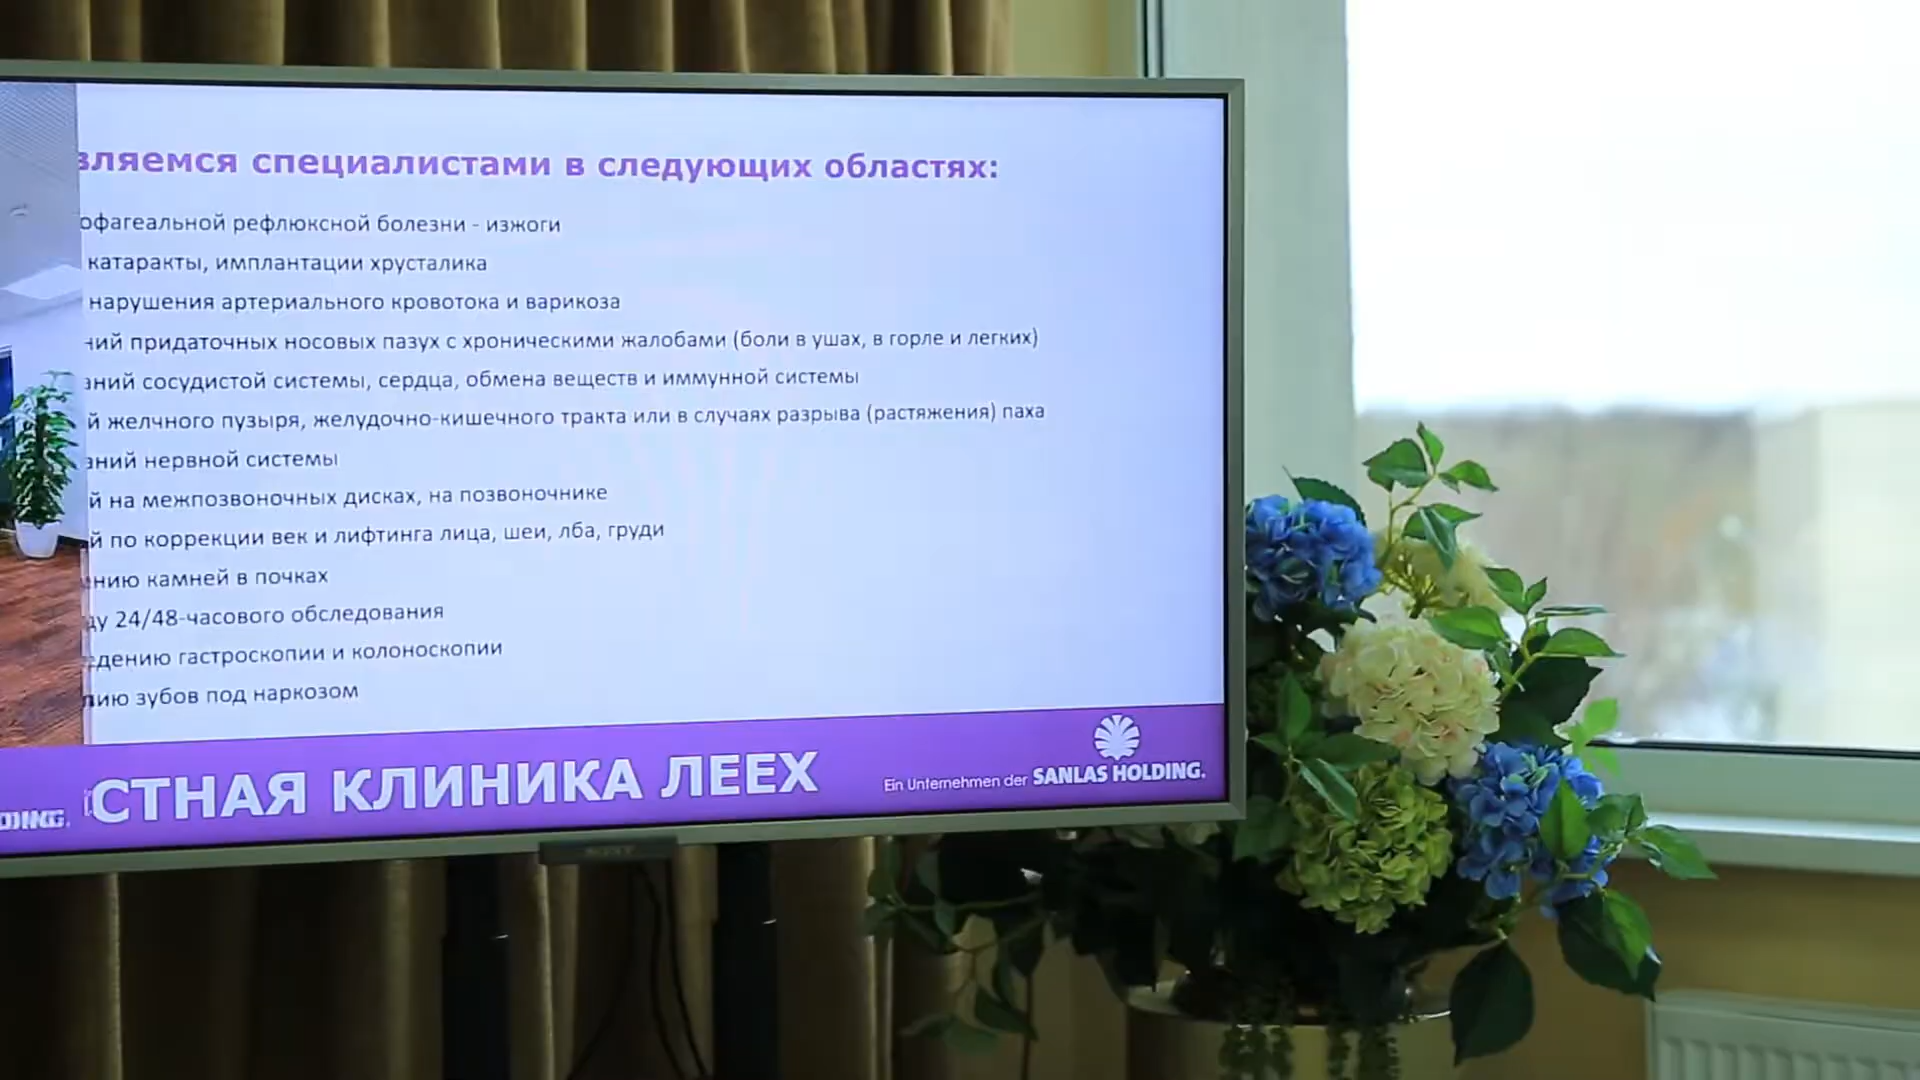 вляемся специалистами в следующих областях:
офагеальной рефлюксной болезни - изжоги
катаракты, имплантации хрусталика
нарушения артериального кровотока и варикоза
ний придаточных носовых пазух с хроническими жалобами (боли в ушах, в горле и легких)
аний сосудистой системы, сердца, обмена веществ и иммунной системы
й желчного пузыря, желудочно-кишечного тракта или в случаях разрыва (растяжения) паха
аний нервной системы
й на межпозвоночных дисках, на позвоночнике
й по коррекции век и лифтинга лица, шеи, лба, груди
нию камней в почках
ду 24/48-часового обследования
едению гастроскопии и колоноскопии
лию зубов под наркозом
DING.
СТНАЯ КЛИНИКА ЛЕЕХ
Ein Unternehmen der SANLAS HOLDING.
SONY